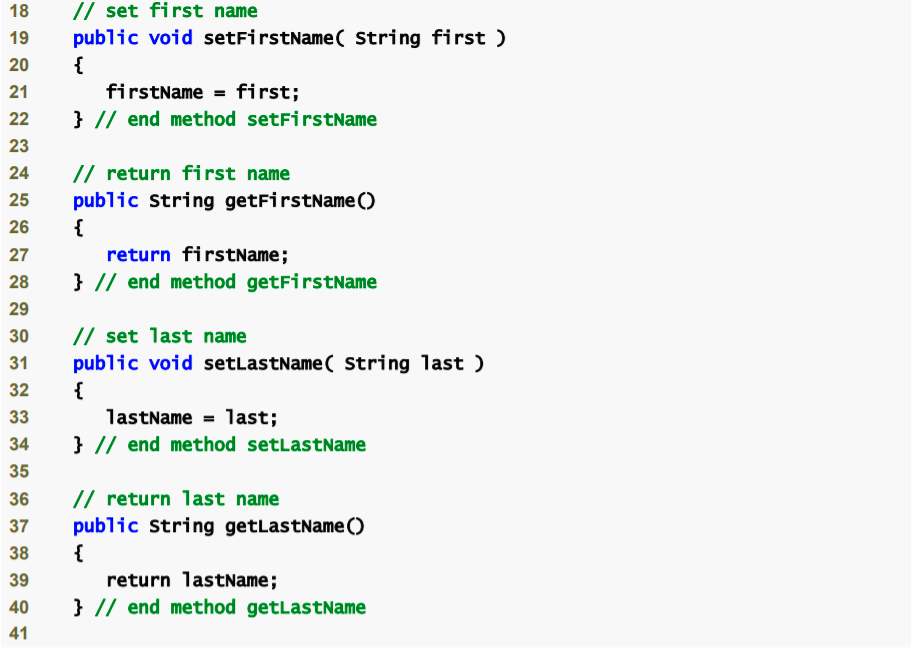 18 // set first name
19 public void setFirstName( String first )
20 {
21 firstName = first;
22 } // end method setFirstName
23
24 // return first name
25 public String getFirstName()
26 {
27 return firstName;
28 } // end method getFirstName
29
30 // set last name
31 public void setLastName( String last )
32 {
33 lastName = last;
34 } // end method setLastName
35
36 // return last name
37 public String getLastName()
38 {
39 return lastName;
40 } // end method getLastName
41